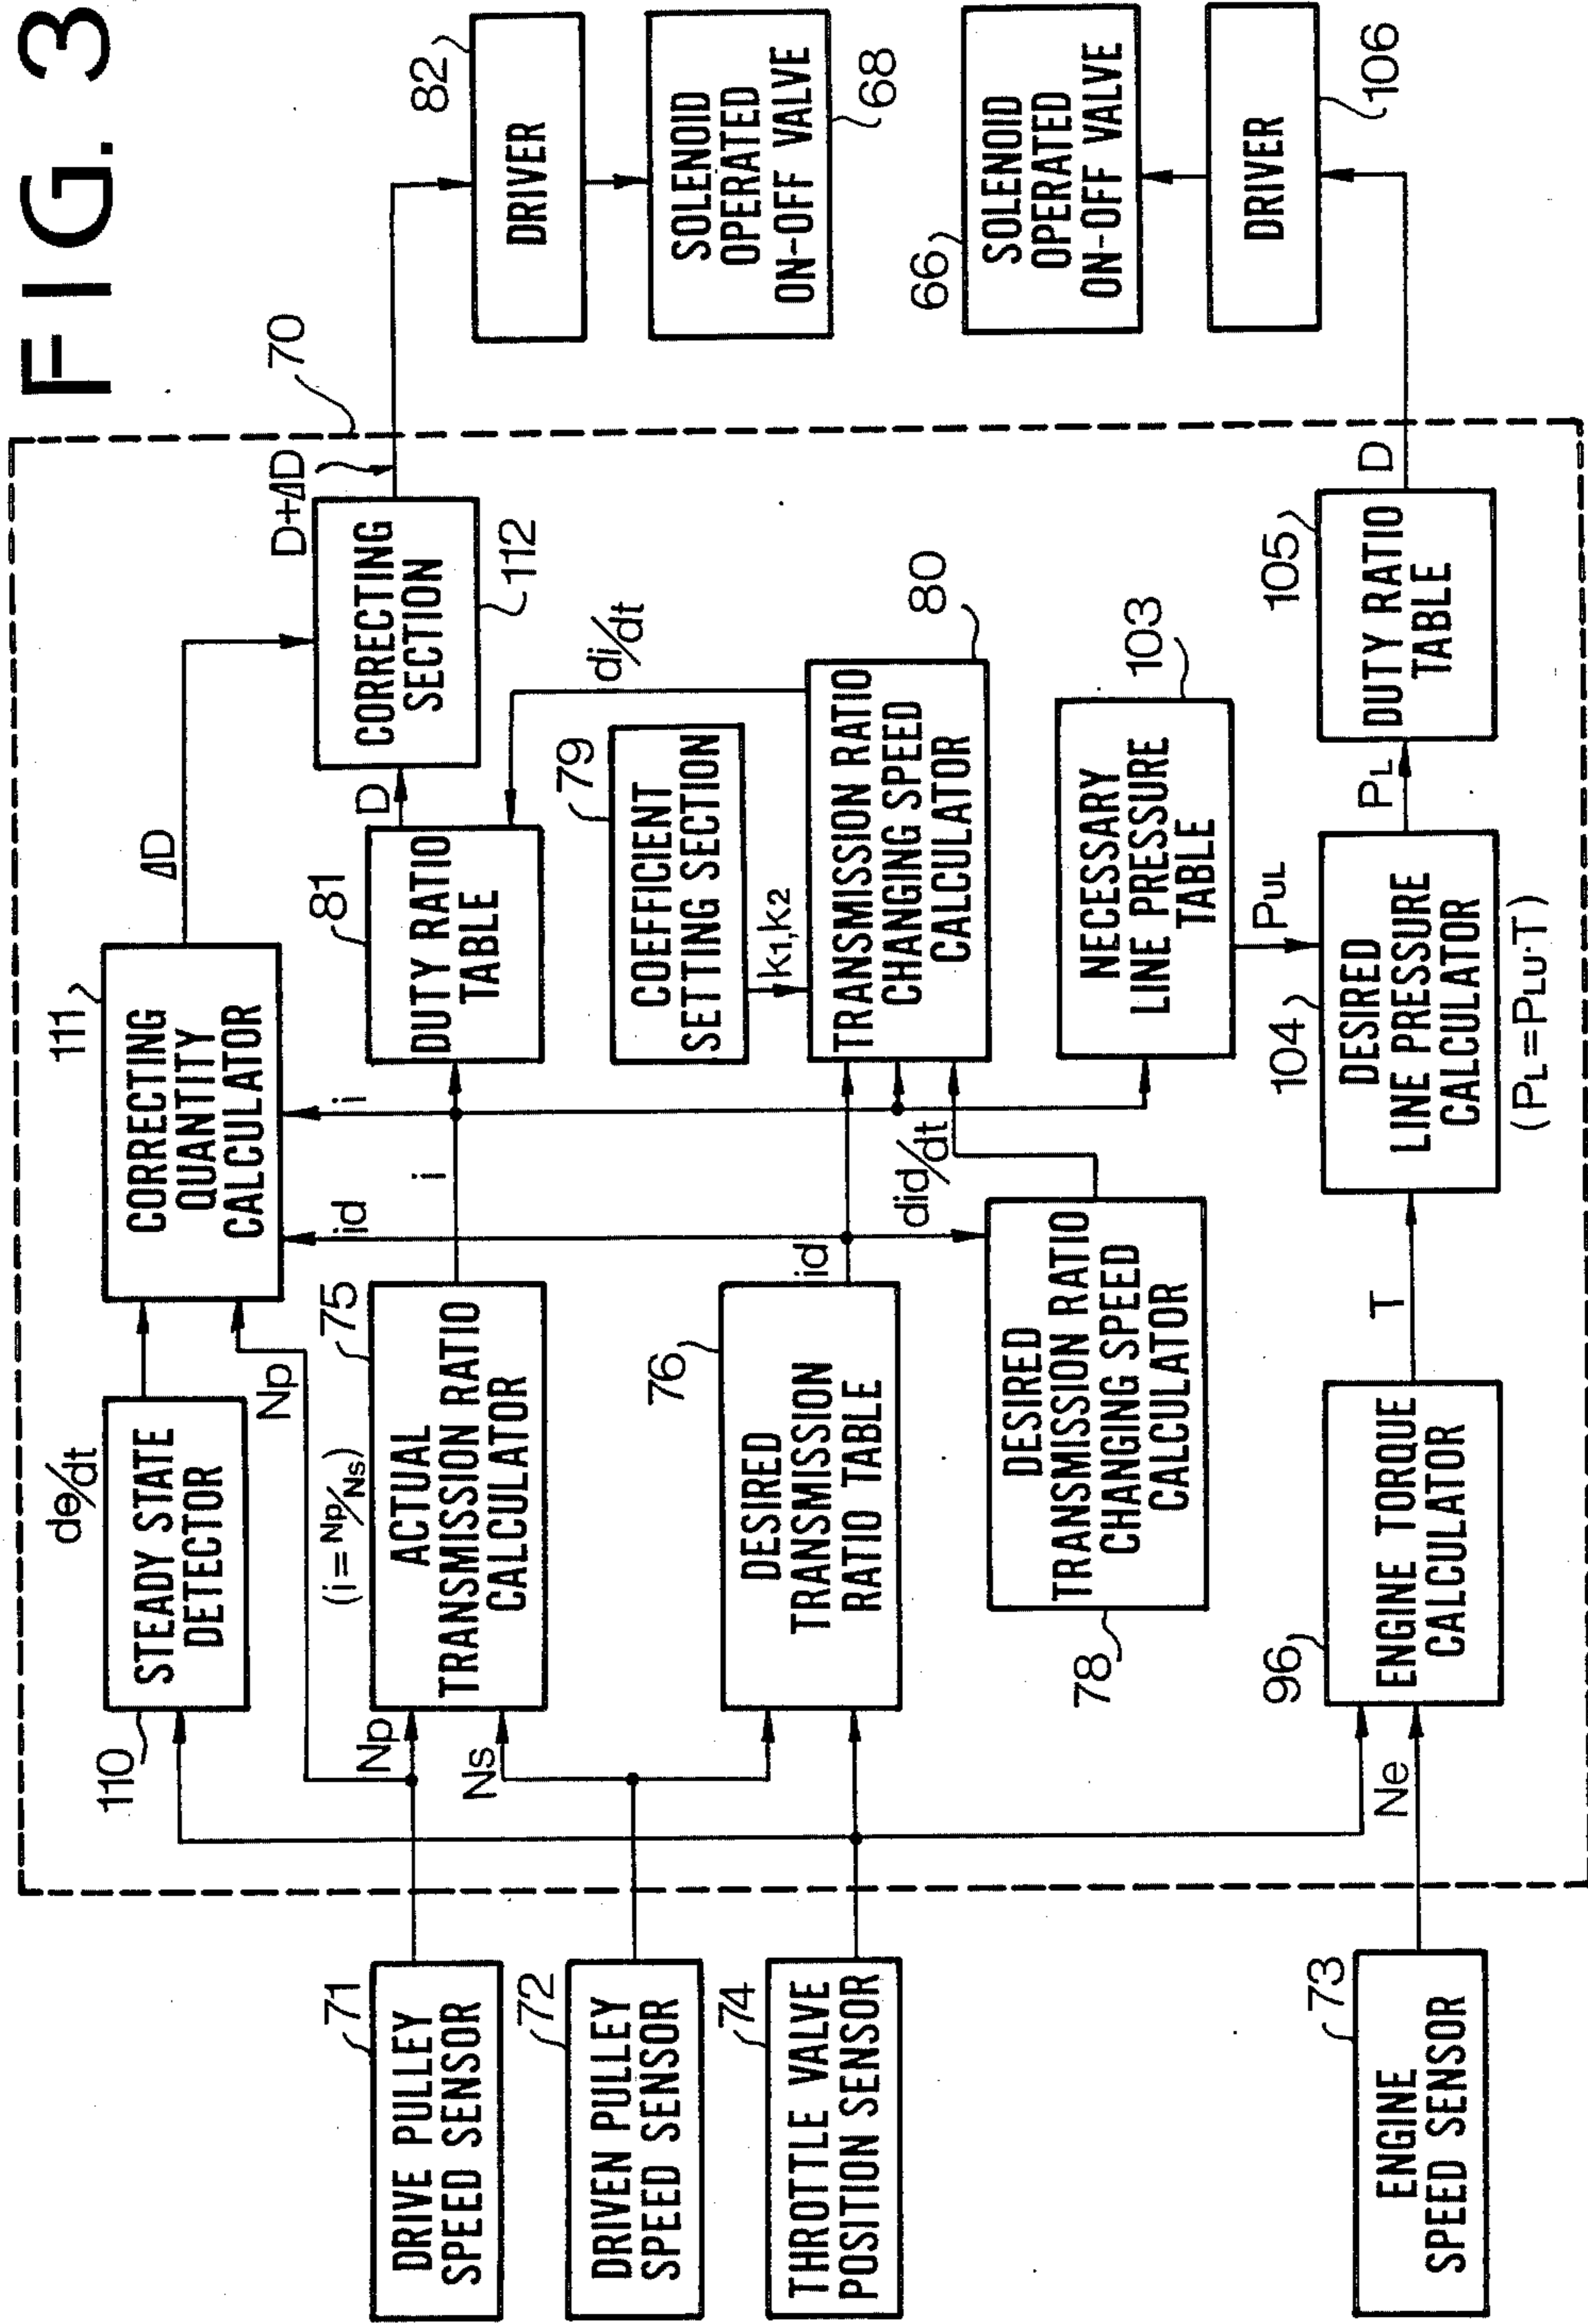 FIG. 3
70
dθ/dt
110
STEADY STATE
DETECTOR
Np
111
CORRECTING
QUANTITY
CALCULATOR
id
i
ΔD
D+ΔD
CORRECTING
SECTION
112
82
DRIVER
SOLENOID
OPERATED
ON-OFF VALVE
68
71
DRIVE PULLEY
SPEED SENSOR
Np
Ns
(i=Np/Ns)
75
ACTUAL
TRANSMISSION RATIO
CALCULATOR
i
81
DUTY RATIO
TABLE
D
di/dt
72
DRIVEN PULLEY
SPEED SENSOR
79
COEFFICIENT
SETTING SECTION
k1,k2
74
THROTTLE VALVE
POSITION SENSOR
76
DESIRED
TRANSMISSION
RATIO TABLE
id
80
TRANSMISSION RATIO
CHANGING SPEED
CALCULATOR
did/dt
78
DESIRED
TRANSMISSION RATIO
CHANGING SPEED
CALCULATOR
103
NECESSARY
LINE PRESSURE
TABLE
PUL
66
SOLENOID
OPERATED
ON-OFF VALVE
DRIVER
106
73
ENGINE
SPEED SENSOR
Ne
96
ENGINE TORQUE
CALCULATOR
T
104
DESIRED
LINE PRESSURE
CALCULATOR
(PL=PLU·T)
PL
105
DUTY RATIO
TABLE
D